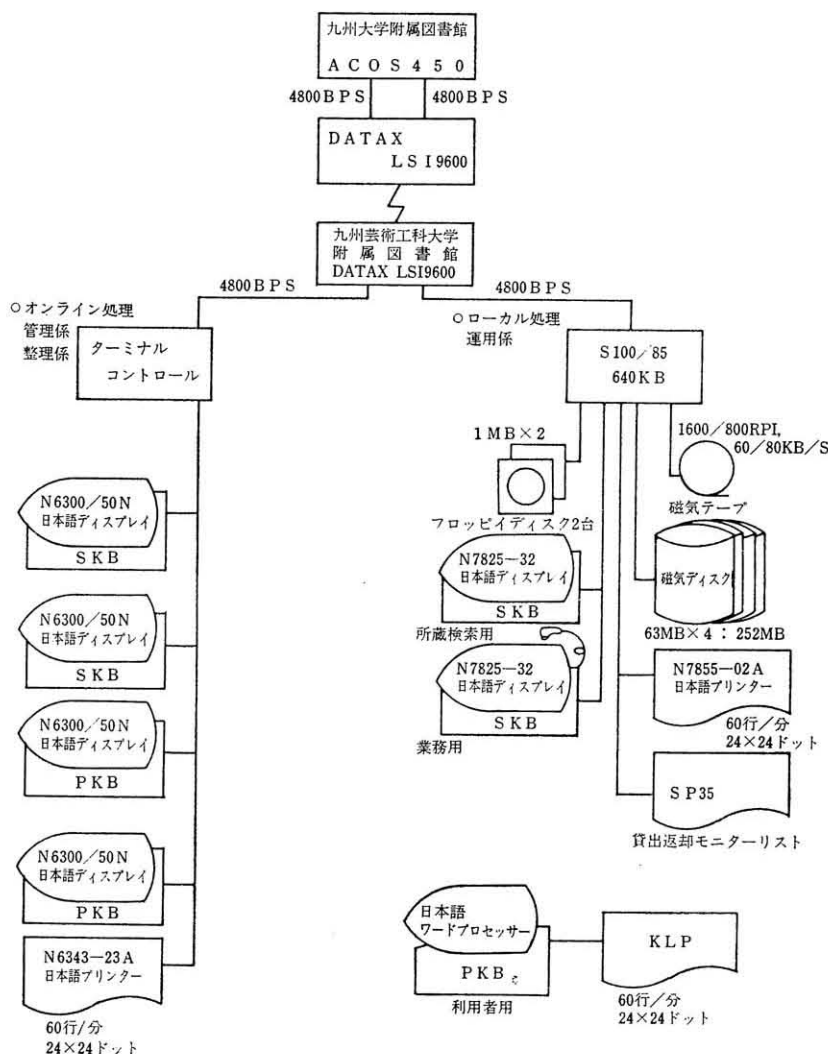 九州大学附属図書館
ACOS450
4800BPS
4800BPS
DATAX
LSI9600
九州芸術工科大学
附属図書館
DATAX LSI9600
4800BPS
4800BPS
○オンライン処理
管理係
整理係
ターミナル
コントロール
○ローカル処理
運用係
S100/'85
640KB
1MB×2
フロッピイディスク2台
1600/800RPI,
60/80KB/S
磁気テープ
N6300/50N
日本語ディスプレイ
SKB
N7825-32
日本語ディスプレイ
SKB
所蔵検索用
磁気ディスク
63MB×4:252MB
N6300/50N
日本語ディスプレイ
SKB
N7825-32
日本語ディスプレイ
SKB
業務用
N7855-02A
日本語プリンター
60行/分
24×24ドット
N6300/50N
日本語ディスプレイ
PKB
SP35
貸出返却モニターリスト
N6300/50N
日本語ディスプレイ
PKB
N6343-23A
日本語プリンター
60行/分
24×24ドット
日本語
ワードプロセッサー
PKB
利用者用
KLP
60行/分
24×24ドット